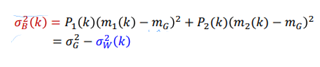 σ_B^2(k) = P_1(k)(m_1(k) − m_G)^2 + P_2(k)(m_2(k) − m_G)^2
= σ_G^2 − σ_W^2(k)